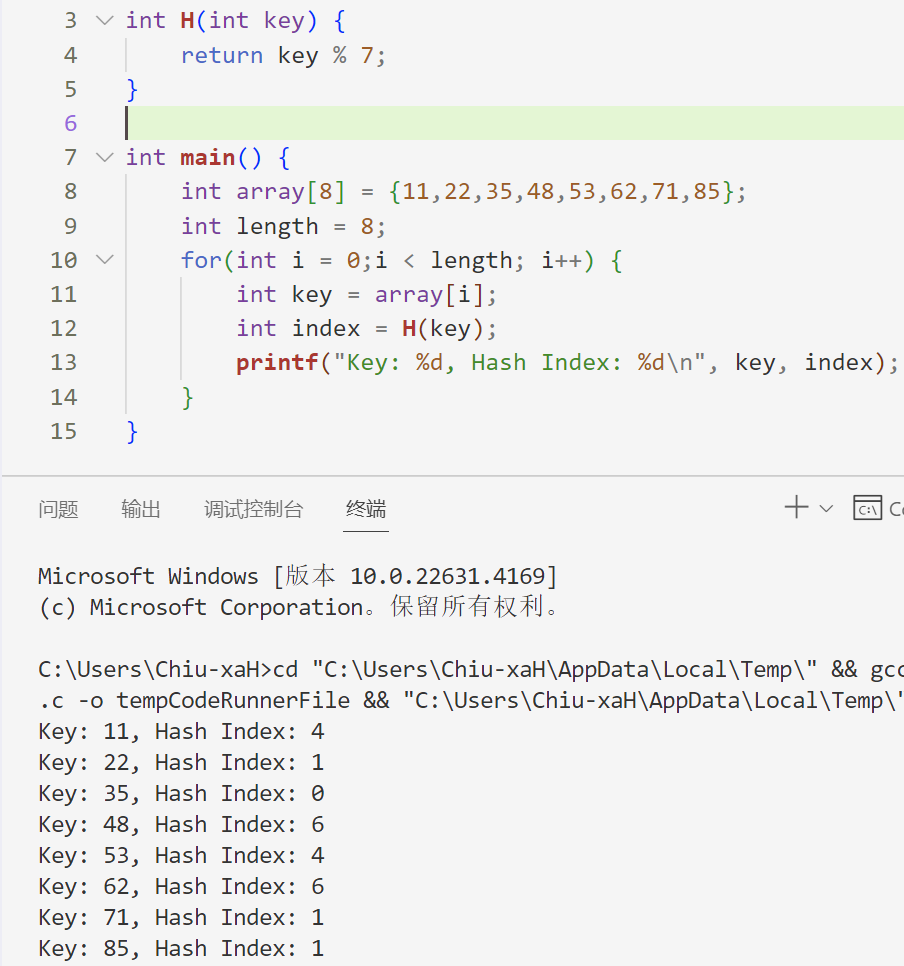 3 int H(int key) {
4 return key % 7;
5 }
6
7 int main() {
8 int array[8] = {11,22,35,48,53,62,71,85};
9 int length = 8;
10 for(int i = 0;i < length; i++) {
11 int key = array[i];
12 int index = H(key);
13 printf("Key: %d, Hash Index: %d\n", key, index);
14 }
15 }
问题 输出 调试控制台 终端
Microsoft Windows [版本 10.0.22631.4169]
(c) Microsoft Corporation。保留所有权利。
C:\Users\Chiu-xaH>cd "C:\Users\Chiu-xaH\AppData\Local\Temp\" && gcc
.c -o tempCodeRunnerFile && "C:\Users\Chiu-xaH\AppData\Local\Temp\"
Key: 11, Hash Index: 4
Key: 22, Hash Index: 1
Key: 35, Hash Index: 0
Key: 48, Hash Index: 6
Key: 53, Hash Index: 4
Key: 62, Hash Index: 6
Key: 71, Hash Index: 1
Key: 85, Hash Index: 1